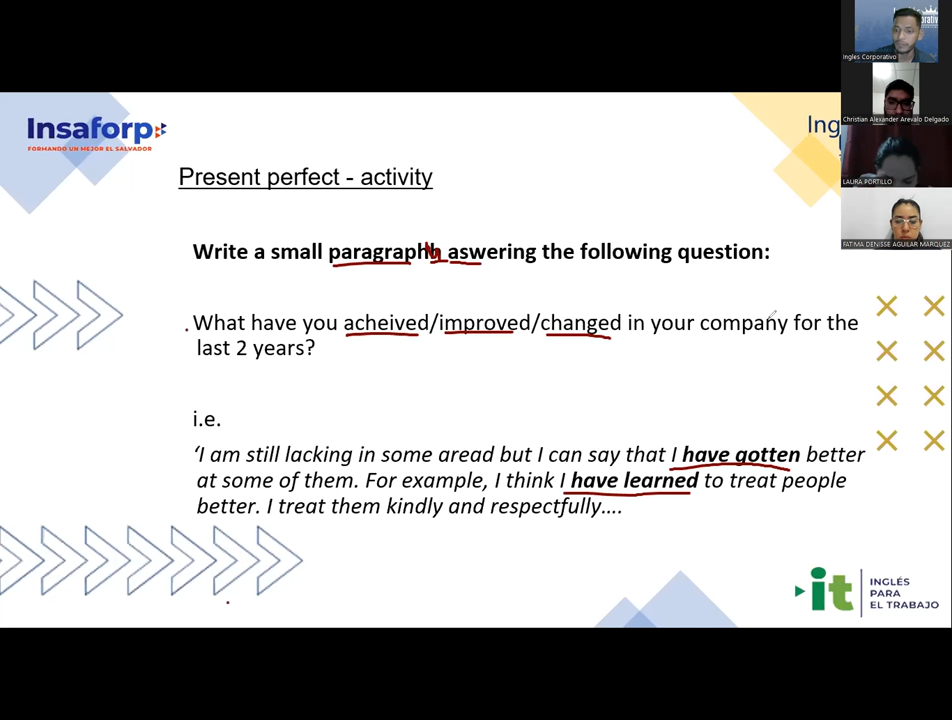 Insaforp
FORMANDO UN MEJOR EL SALVADOR
Ing
Ingles Corporativo
Christian Alexander Arevalo Delgado
LAURA PORTILLO
FATIMA DENISSE AGUILAR MARQUEZ
Present perfect - activity
Write a small paragraph aswering the following question:
What have you acheived/improved/changed in your company for the
last 2 years?
i.e.
‘I am still lacking in some aread but I can say that I have gotten better
at some of them. For example, I think I have learned to treat people
better. I treat them kindly and respectfully….
it
INGLÉS
PARA
EL TRABAJO